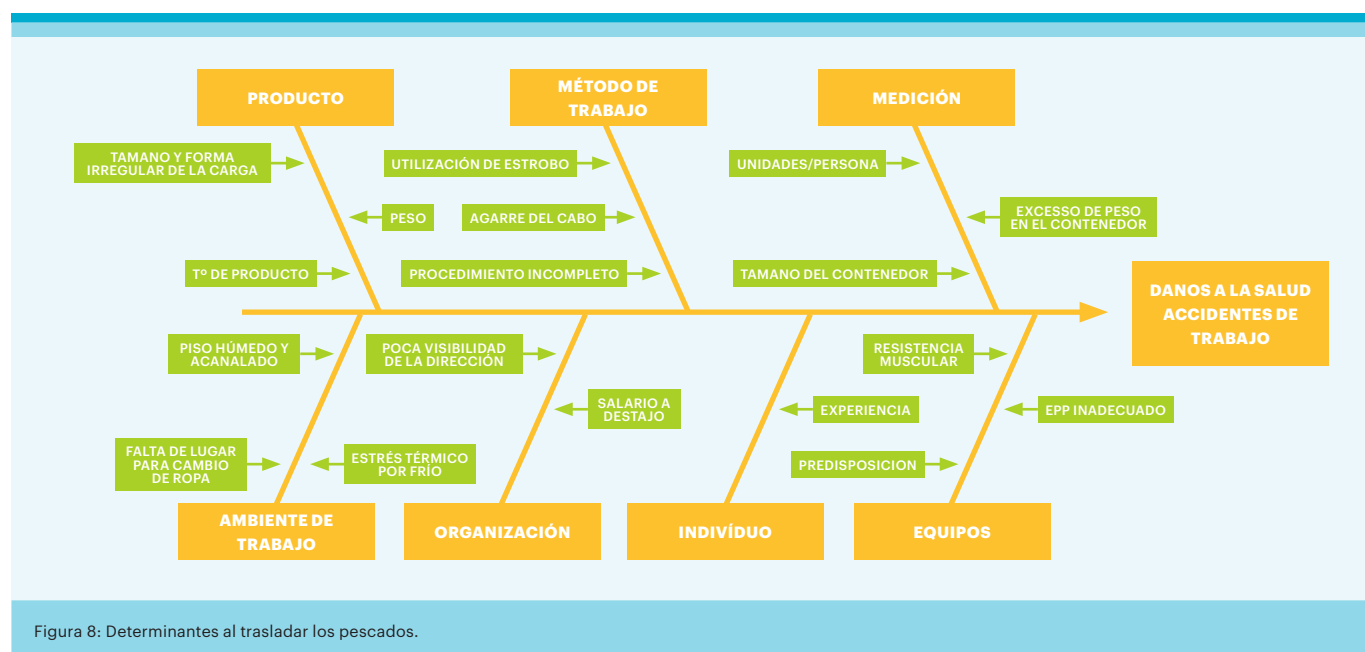 PRODUCTO
MÉTODO DE
TRABAJO
MEDICIÓN
TAMANO Y FORMA
IRREGULAR DE LA CARGA
UTILIZACIÓN DE ESTROBO
UNIDADES/PERSONA
PESO
AGARRE DEL CABO
EXCESSO DE PESO
EN EL CONTENEDOR
Tº DE PRODUCTO
PROCEDIMIENTO INCOMPLETO
TAMANO DEL CONTENEDOR
DANOS A LA SALUD
ACCIDENTES DE
TRABAJO
PISO HÚMEDO Y
ACANALADO
POCA VISIBILIDAD
DE LA DIRECCIÓN
RESISTENCIA
MUSCULAR
SALARIO A
DESTAJO
EXPERIENCIA
EPP INADECUADO
FALTA DE LUGAR
PARA CAMBIO
DE ROPA
ESTRÉS TÉRMICO
POR FRÍO
PREDISPOSICION
AMBIENTE DE
TRABAJO
ORGANIZACIÓN
INDIVÍDUO
EQUIPOS
Figura 8: Determinantes al trasladar los pescados.